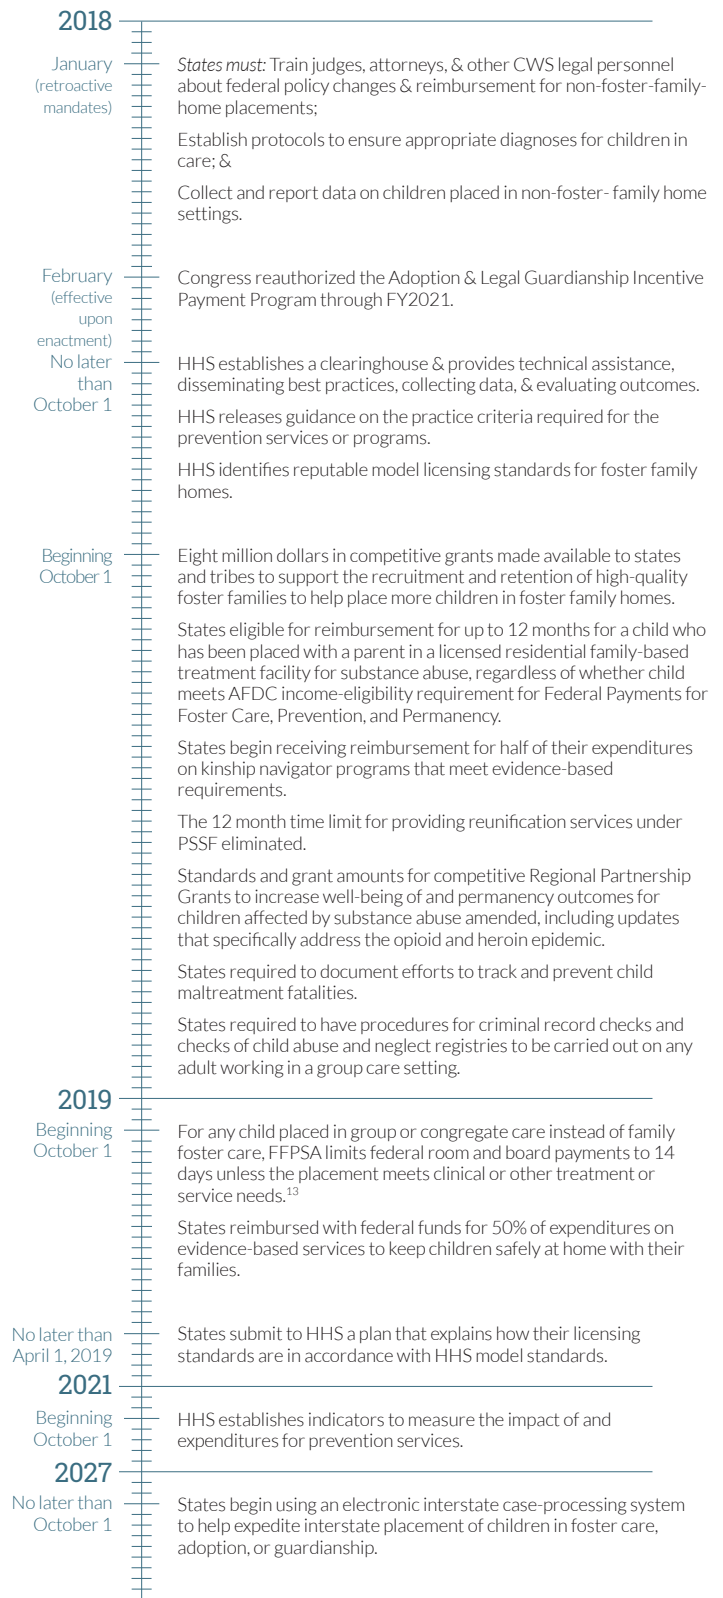 2018
January
(retroactive
mandates)
States must: Train judges, attorneys, & other CWS legal personnel
about federal policy changes & reimbursement for non-foster-family-
home placements;
Establish protocols to ensure appropriate diagnoses for children in
care; &
Collect and report data on children placed in non-foster- family home
settings.
February
(effective
upon
enactment)
Congress reauthorized the Adoption & Legal Guardianship Incentive
Payment Program through FY2021.
No later
than
October 1
HHS establishes a clearinghouse & provides technical assistance,
disseminating best practices, collecting data, & evaluating outcomes.
HHS releases guidance on the practice criteria required for the
prevention services or programs.
HHS identifies reputable model licensing standards for foster family
homes.
Beginning
October 1
Eight million dollars in competitive grants made available to states
and tribes to support the recruitment and retention of high-quality
foster families to help place more children in foster family homes.
States eligible for reimbursement for up to 12 months for a child who
has been placed with a parent in a licensed residential family-based
treatment facility for substance abuse, regardless of whether child
meets AFDC income-eligibility requirement for Federal Payments for
Foster Care, Prevention, and Permanency.
States begin receiving reimbursement for half of their expenditures
on kinship navigator programs that meet evidence-based
requirements.
The 12 month time limit for providing reunification services under
PSSF eliminated.
Standards and grant amounts for competitive Regional Partnership
Grants to increase well-being of and permanency outcomes for
children affected by substance abuse amended, including updates
that specifically address the opioid and heroin epidemic.
States required to document efforts to track and prevent child
maltreatment fatalities.
States required to have procedures for criminal record checks and
checks of child abuse and neglect registries to be carried out on any
adult working in a group care setting.
2019
Beginning
October 1
For any child placed in group or congregate care instead of family
foster care, FFPSA limits federal room and board payments to 14
days unless the placement meets clinical or other treatment or
service needs.13
States reimbursed with federal funds for 50% of expenditures on
evidence-based services to keep children safely at home with their
families.
No later than
April 1, 2019
States submit to HHS a plan that explains how their licensing
standards are in accordance with HHS model standards.
2021
Beginning
October 1
HHS establishes indicators to measure the impact of and
expenditures for prevention services.
2027
No later than
October 1
States begin using an electronic interstate case-processing system
to help expedite interstate placement of children in foster care,
adoption, or guardianship.